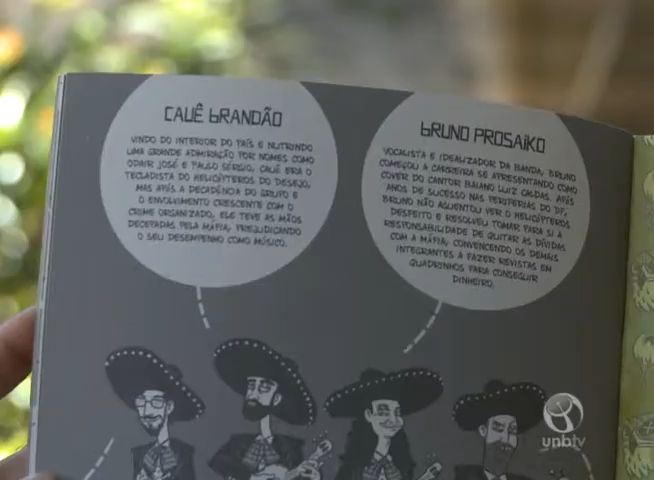 CAUÊ BRANDÃO
VINDO DO INTERIOR DO PAÍS E NUTRINDO
UMA GRANDE ADMIRAÇÃO POR NOMES COMO
ODAIR JOSÉ E PAULO SÉRGIO, CAUÊ ERA O
TECLADISTA DO HELICÓPTEROS DO DESEJO,
MAS APÓS A DECADÊNCIA DO GRUPO E
O ENVOLVIMENTO CRESCENTE COM O
CRIME ORGANIZADO, ELE TEVE AS MÃOS
DECEPADAS PELA MÁFIA, PREJUDICANDO
O SEU DESEMPENHO COMO MÚSICO.
BRUNO PROSAIKO
VOCALISTA E IDEALIZADOR DA BANDA, BRUNO
COMEÇOU A CARREIRA SE APRESENTANDO COMO
COVER DO CANTOR BAIANO LUIZ CALDAS. APÓS
ANOS DE SUCESSO NAS PERIFERIAS DO DF,
BRUNO NÃO AGUENTOU VER O HELICÓPTEROS
DESFEITO E RESOLVEU TOMAR PARA SI A
RESPONSABILIDADE DE QUITAR AS DÍVIDAS
COM A MÁFIA, CONVENCENDO OS DEMAIS
INTEGRANTES A FAZER REVISTAS EM
QUADRINHOS PARA CONSEGUIR
DINHEIRO.
unbtv